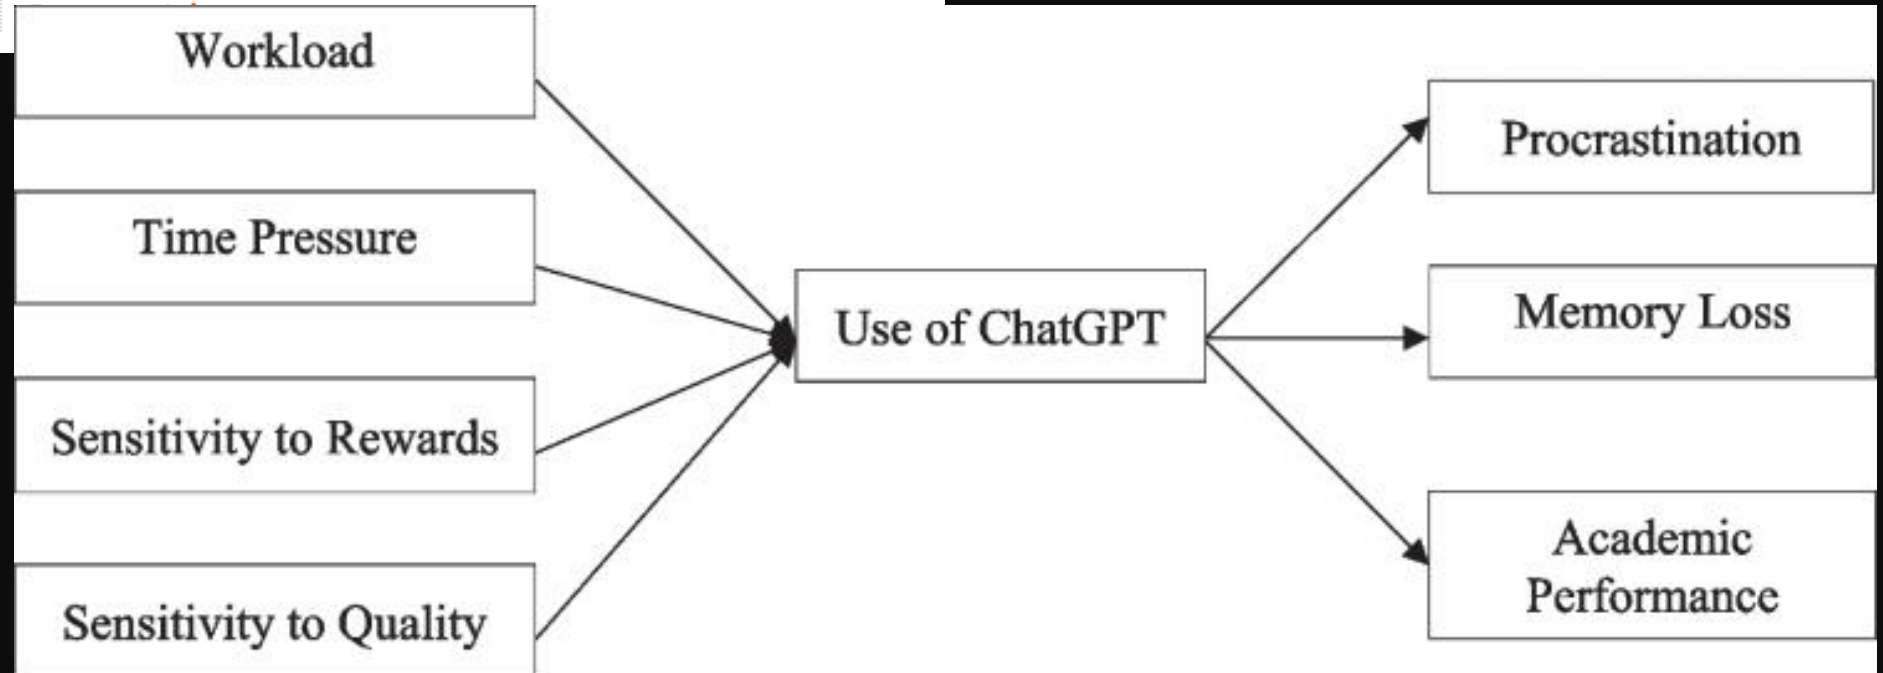 Workload
Time Pressure
Sensitivity to Rewards
Sensitivity to Quality
Use of ChatGPT
Procrastination
Memory Loss
Academic
Performance